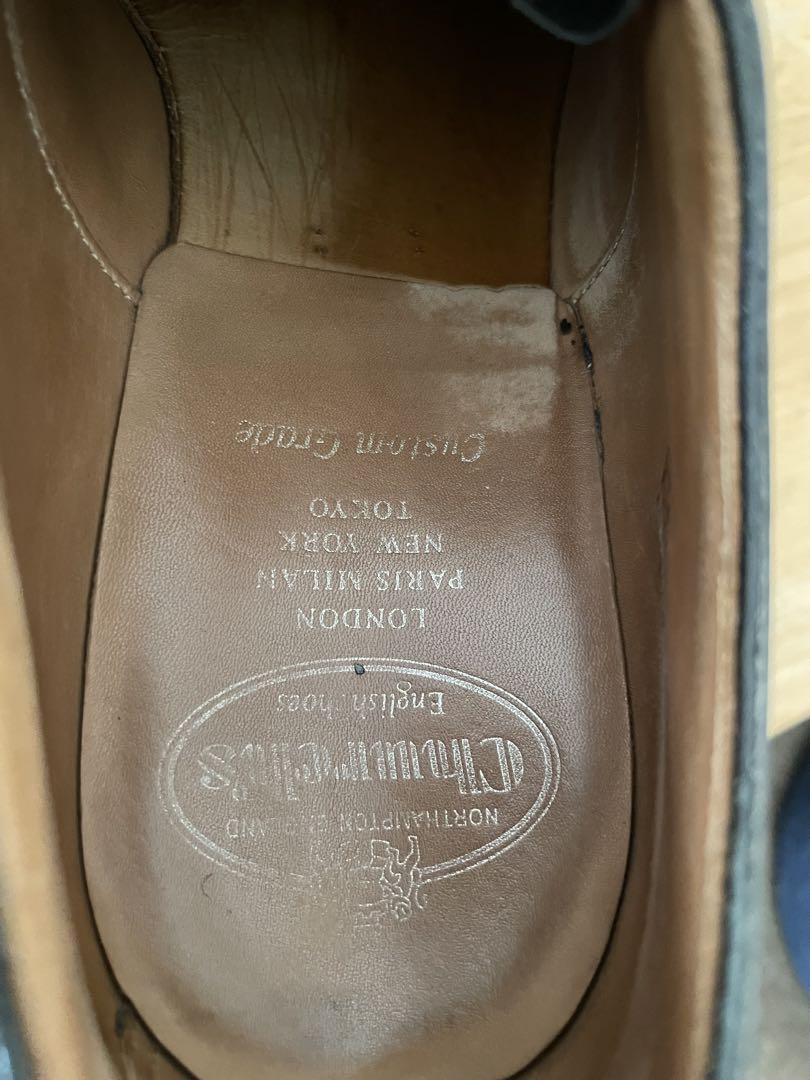 NORTHAMPTON ENGLAND
Church's
English shoes
LONDON
PARIS MILAN
NEW YORK
TOKYO
Custom Grade